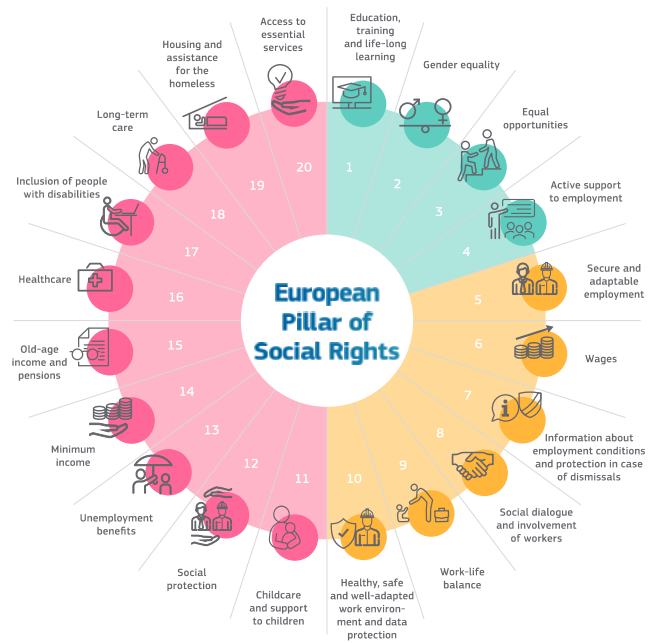 European
Pillar of
Social Rights
1
Education,
training
and life-long
learning
2
Gender equality
3
Equal
opportunities
4
Active support
to employment
5
Secure and
adaptable
employment
6
Wages
7
Information about
employment conditions
and protection in case
of dismissals
8
Social dialogue
and involvement
of workers
9
Work-life
balance
10
Healthy, safe
and well-adapted
work environ-
ment and data
protection
11
Childcare
and support
to children
12
Social
protection
13
Unemployment
benefits
14
Minimum
income
15
Old-age
income and
pensions
16
Healthcare
17
Inclusion of people
with disabilities
18
Long-term
care
19
Housing and
assistance
for the
homeless
20
Access to
essential
services